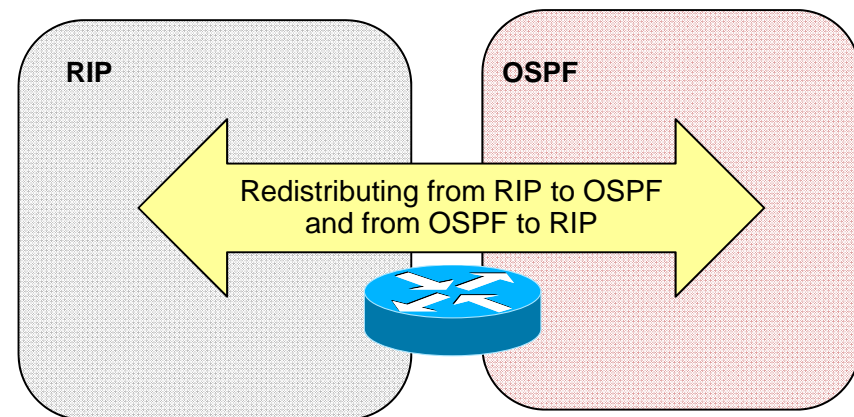 RIP
OSPF
Redistributing from RIP to OSPF
and from OSPF to RIP